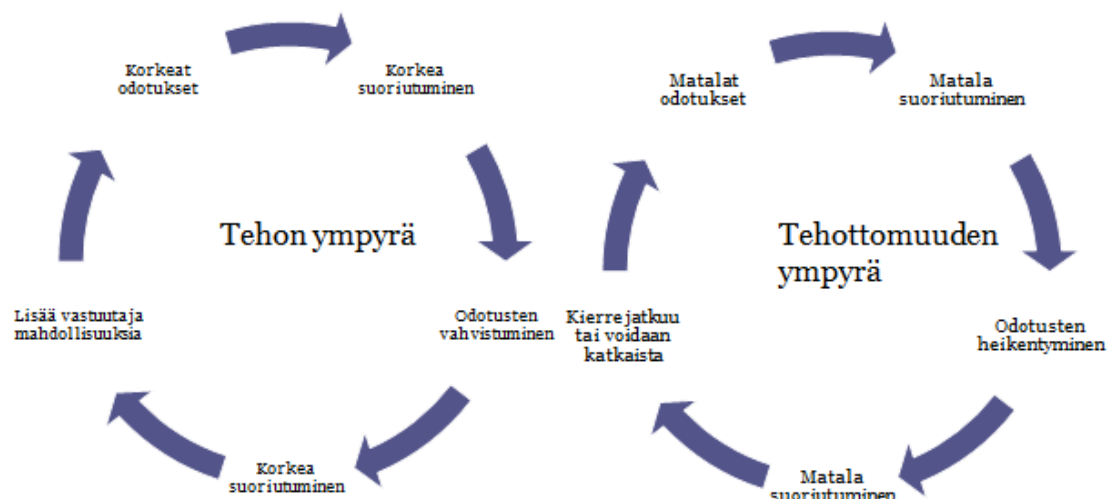 Korkeat
odotukset
Korkea
suoriutuminen
Tehon ympyrä
Odotusten
vahvistuminen
Korkea
suoriutuminen
Lisää vastuuta ja
mahdollisuuksia
Matalat
odotukset
Matala
suoriutuminen
Tehottomuuden
ympyrä
Odotusten
heikentyminen
Matala
suoriutuminen
Kierre jatkuu
tai voidaan
katkaista